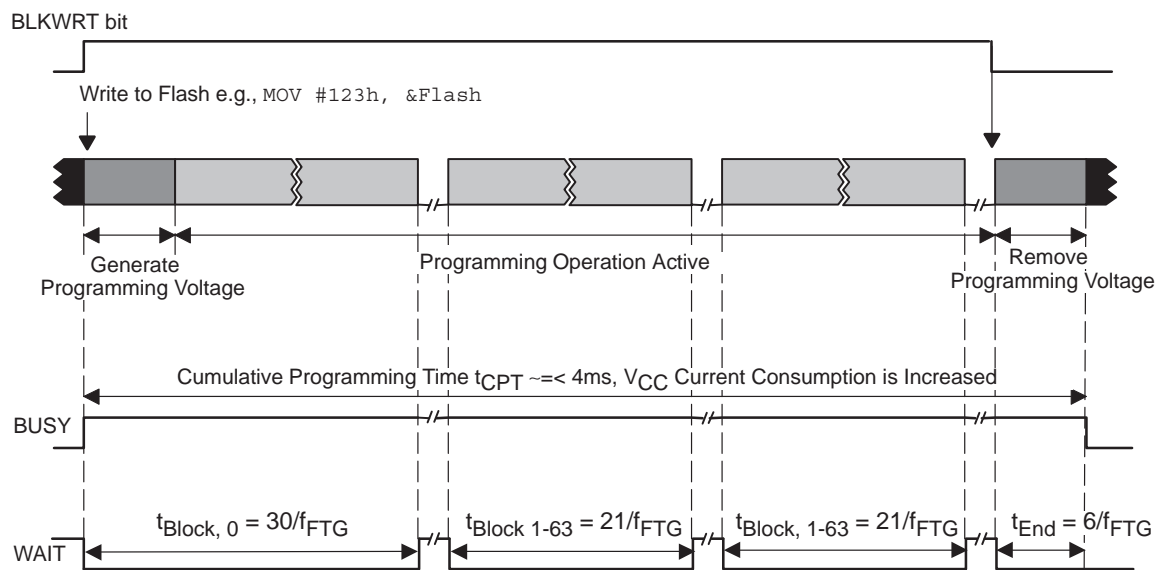 BLKWRT bit
Write to Flash e.g., MOV #123h, &Flash
Generate
Programming Voltage
Programming Operation Active
Remove
Programming Voltage
Cumulative Programming Time tCPT ~=< 4ms, VCC Current Consumption is Increased
BUSY
tBlock, 0 = 30/fFTG
tBlock 1-63 = 21/fFTG
tBlock, 1-63 = 21/fFTG
tEnd = 6/fFTG
WAIT